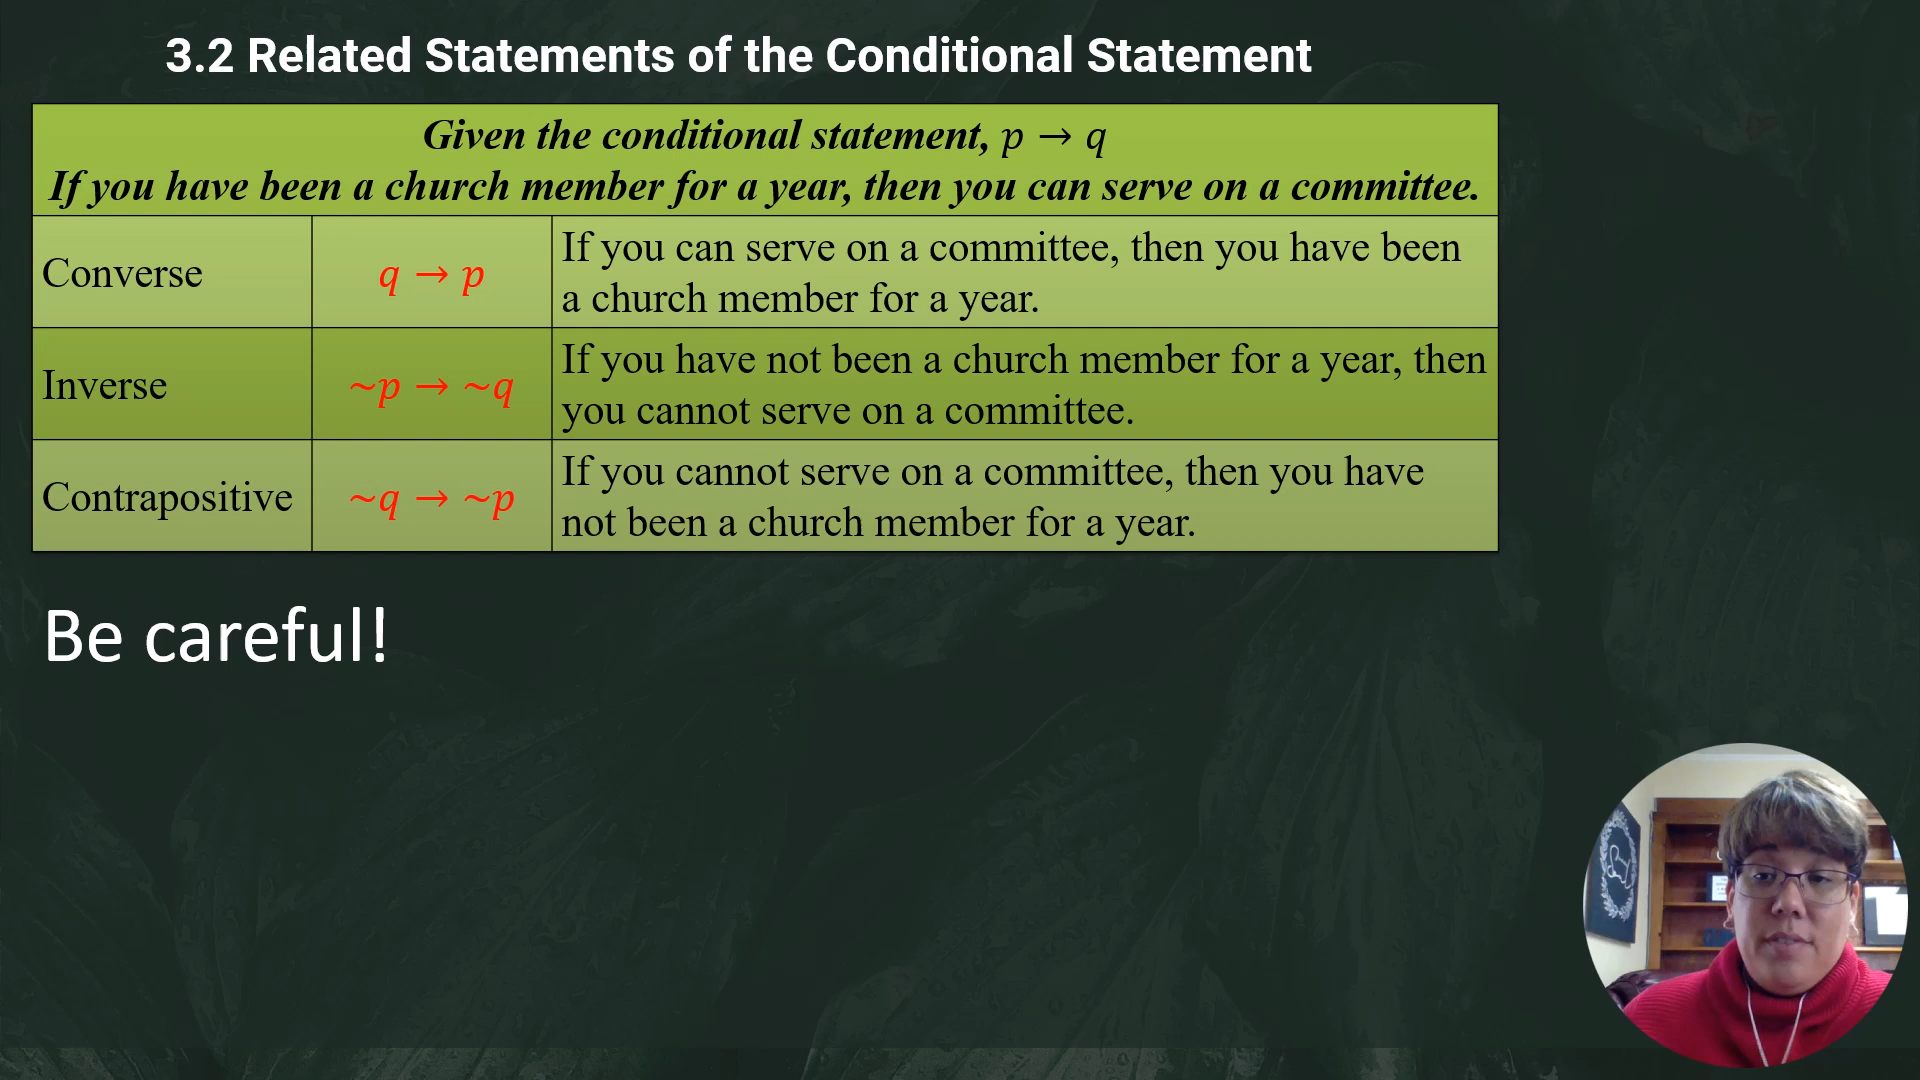 3.2 Related Statements of the Conditional Statement
Given the conditional statement, p → q
If you have been a church member for a year, then you can serve on a committee.
Converse
q → p
If you can serve on a committee, then you have been
a church member for a year.
Inverse
~p → ~q
If you have not been a church member for a year, then
you cannot serve on a committee.
Contrapositive
~q → ~p
If you cannot serve on a committee, then you have
not been a church member for a year.
Be careful!